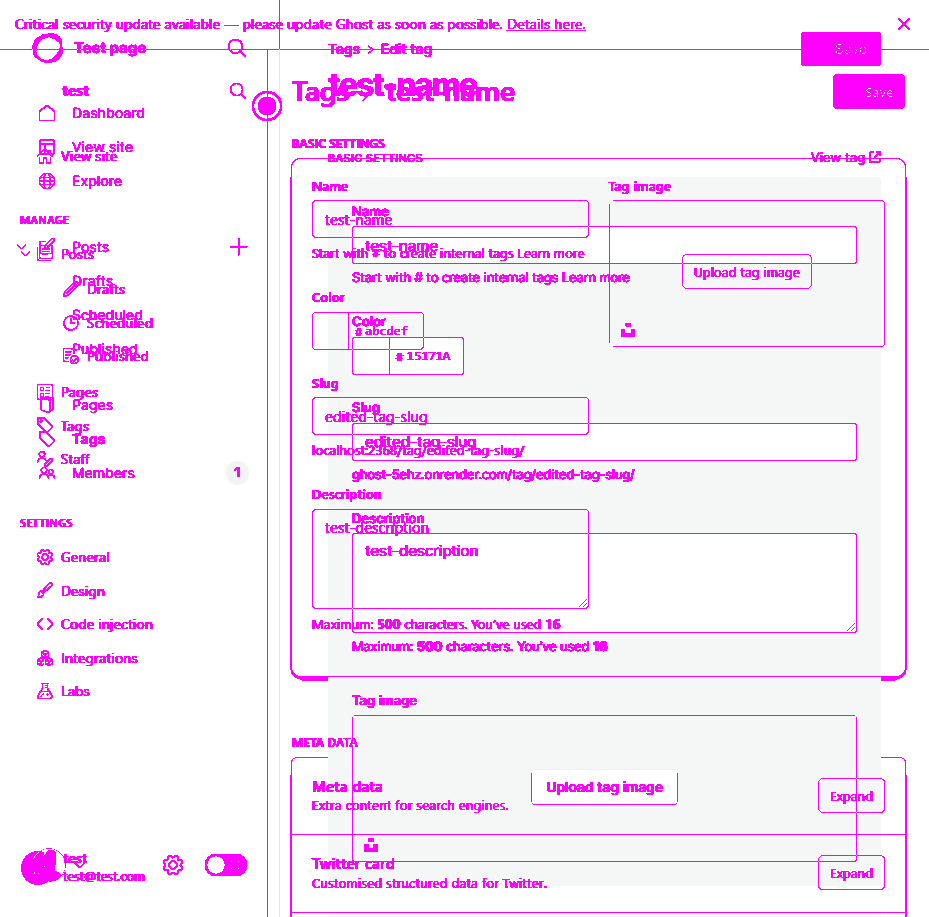 Critical security update available — please update Ghost as soon as possible. Details here.
Test page
Tags > Edit tag
Save
test
Tags > test-name
test-name
Save
Dashboard
View site
View site
Explore
BASIC SETTINGS
BASIC SETTINGS
View tag
Name
Tag image
Name
test-name
test-name
MANAGE
Posts
Posts
Start with # to create internal tags Learn more
Start with # to create internal tags Learn more
Upload tag image
Drafts
Drafts
Color
Color
Scheduled
Scheduled
# abcdef
Published
Published
# 15171A
Slug
Pages
Pages
Slug
edited-tag-slug
Tags
Tags
edited-tag-slug
localhost:2368/tag/edited-tag-slug/
Staff
Members
1
ghost-5ehz.onrender.com/tag/edited-tag-slug/
Description
Description
SETTINGS
test-description
test-description
General
Design
Code injection
Maximum: 500 characters. You've used 16
Maximum: 500 characters. You've used 16
Integrations
Labs
Tag image
META DATA
Meta data
Extra content for search engines.
Upload tag image
Expand
test
test@test.com
Twitter card
Customised structured data for Twitter.
Expand